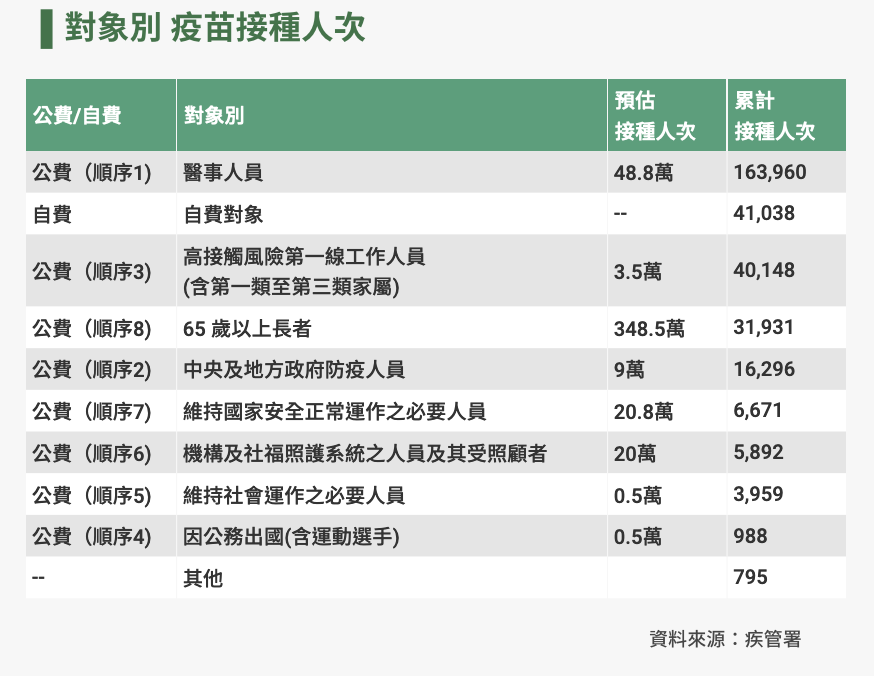 對象別 疫苗接種人次
公費/自費 對象別 預估接種人次 累計接種人次
公費（順序1) 醫事人員 48.8萬 163,960
自費 自費對象 -- 41,038
公費（順序3) 高接觸風險第一線工作人員 3.5萬 40,148
(含第一類至第三類家屬)
公費（順序8) 65 歲以上長者 348.5萬 31,931
公費（順序2) 中央及地方政府防疫人員 9萬 16,296
公費（順序7) 維持國家安全正常運作之必要人員 20.8萬 6,671
公費（順序6) 機構及社福照護系統之人員及其受照顧者 20萬 5,892
公費（順序5) 維持社會運作之必要人員 0.5萬 3,959
公費（順序4) 因公務出國(含運動選手) 0.5萬 988
-- 其他 795
資料來源：疾管署